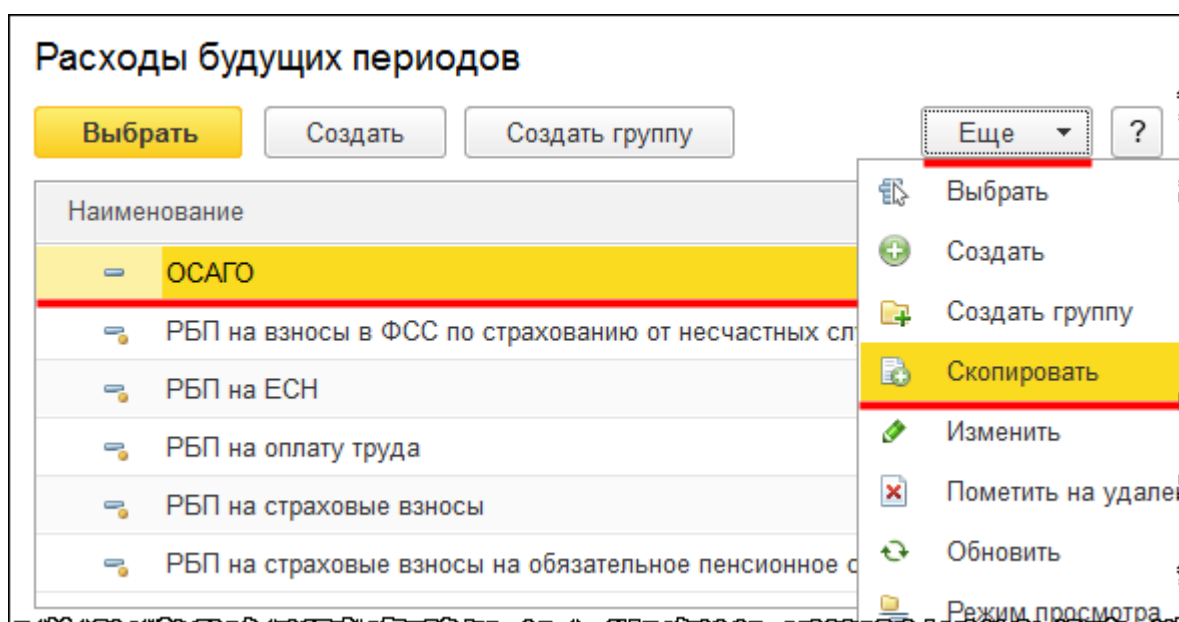 Расходы будущих периодов
Выбрать Создать Создать группу Еще ?
Наименование
ОСАГО
РБП на взносы в ФСС по страхованию от несчастных
РБП на ЕСН
РБП на оплату труда
РБП на страховые взносы
РБП на страховые взносы на обязательное пенсионное
Выбрать
Создать
Создать группу
Скопировать
Изменить
Пометить на
Обновить
Режим просмотра